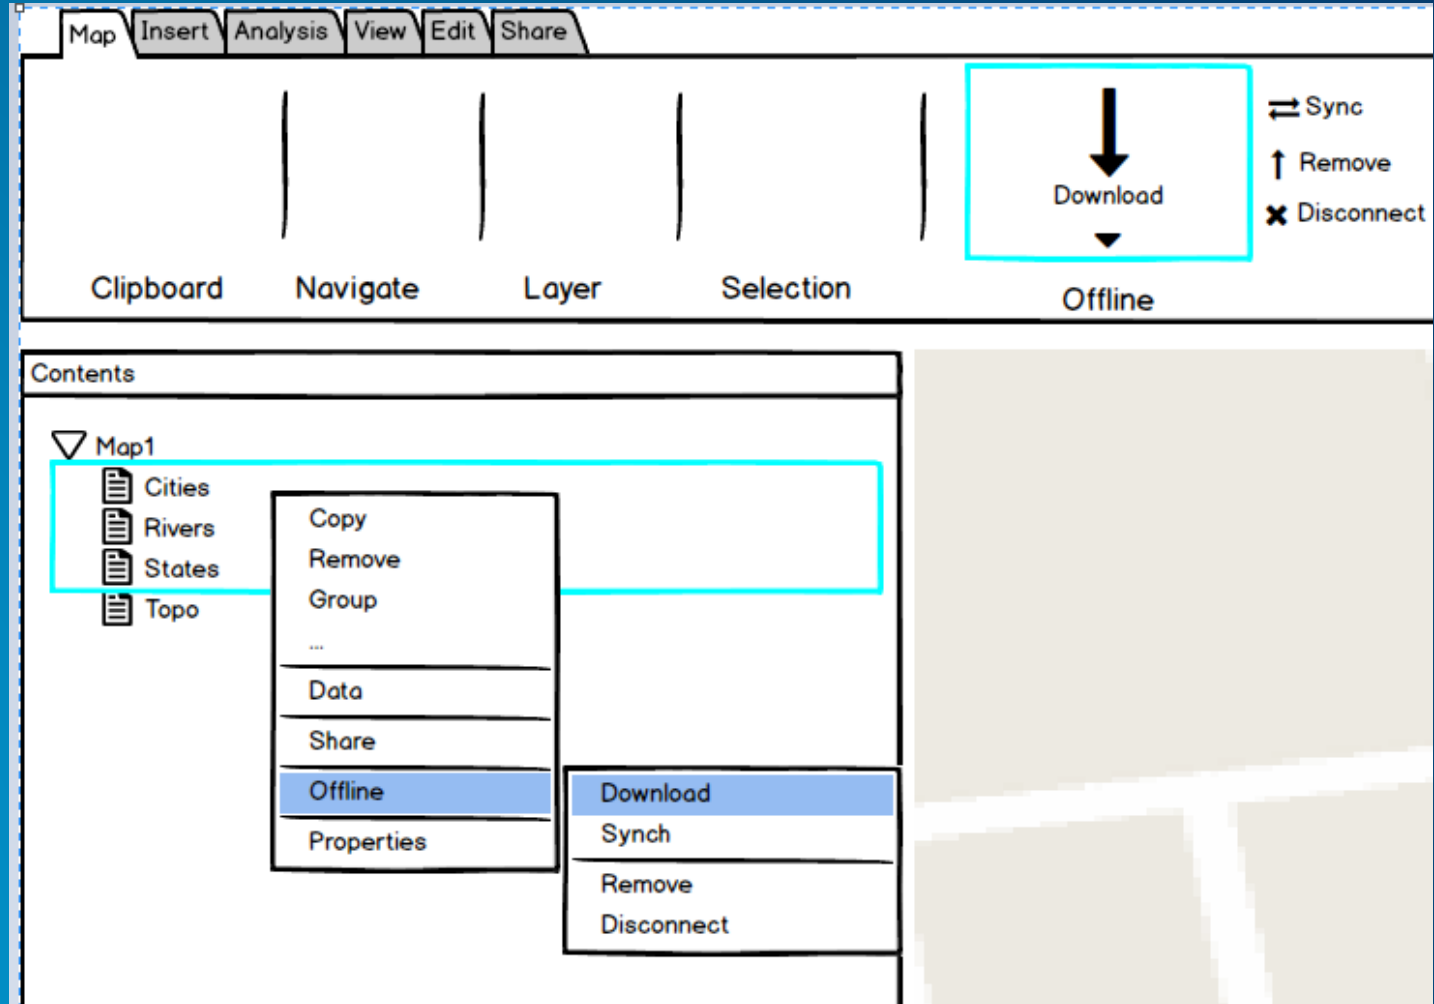 Map Insert Analysis View Edit Share
Sync
Remove
Download
Disconnect
Clipboard Navigate Layer Selection Offline
Contents
Map1
Cities
Rivers
States
Topo
Copy
Remove
Group
...
Data
Share
Offline
Properties
Download
Synch
Remove
Disconnect